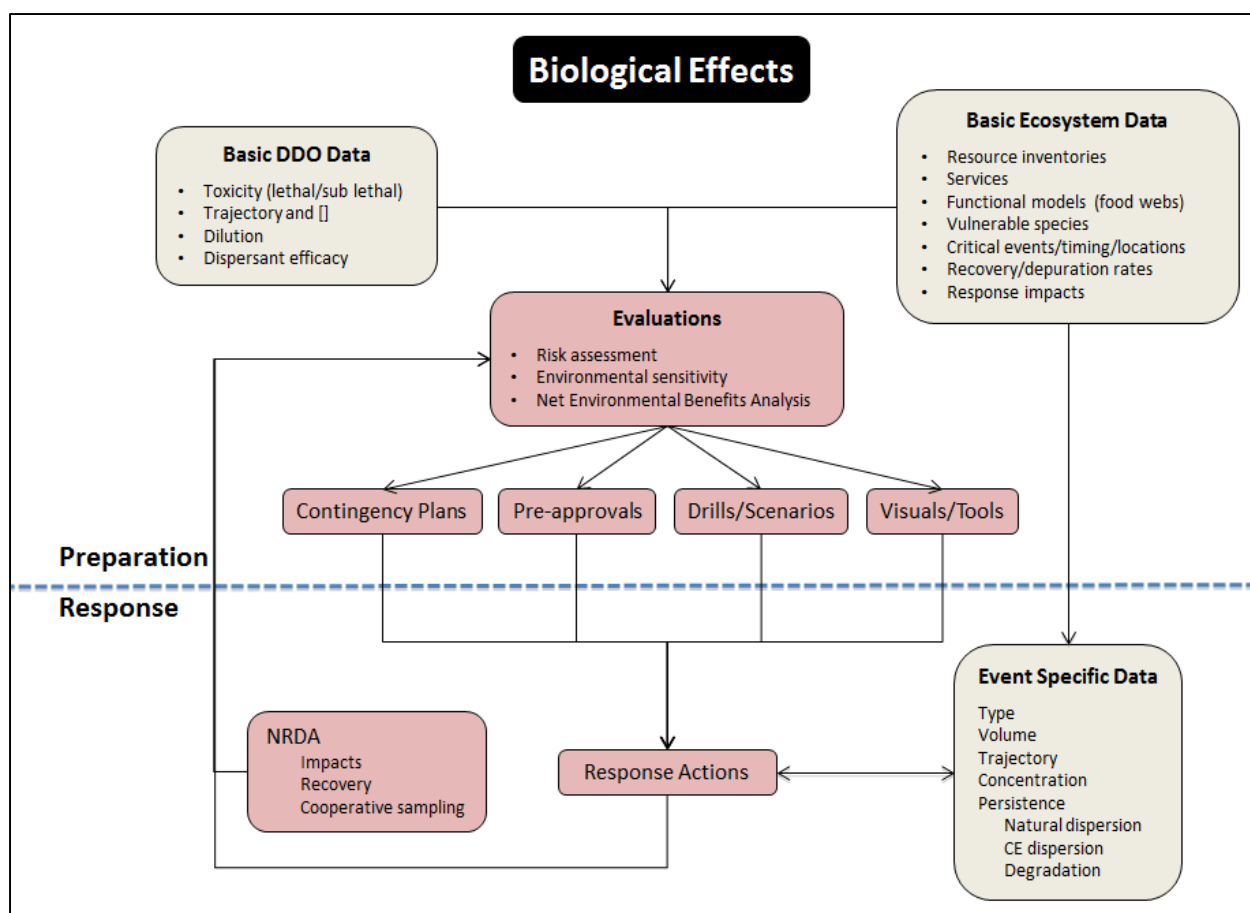 Biological Effects
Basic DDO Data
• Toxicity (lethal/sub lethal)
• Trajectory and []
• Dilution
• Dispersant efficacy
Basic Ecosystem Data
• Resource inventories
• Services
• Functional models (food webs)
• Vulnerable species
• Critical events/timing/locations
• Recovery/depuration rates
• Response impacts
Evaluations
• Risk assessment
• Environmental sensitivity
• Net Environmental Benefits Analysis
Contingency Plans
Pre-approvals
Drills/Scenarios
Visuals/Tools
Preparation
Response
NRDA
Impacts
Recovery
Cooperative sampling
Response Actions
Event Specific Data
Type
Volume
Trajectory
Concentration
Persistence
Natural dispersion
CE dispersion
Degradation